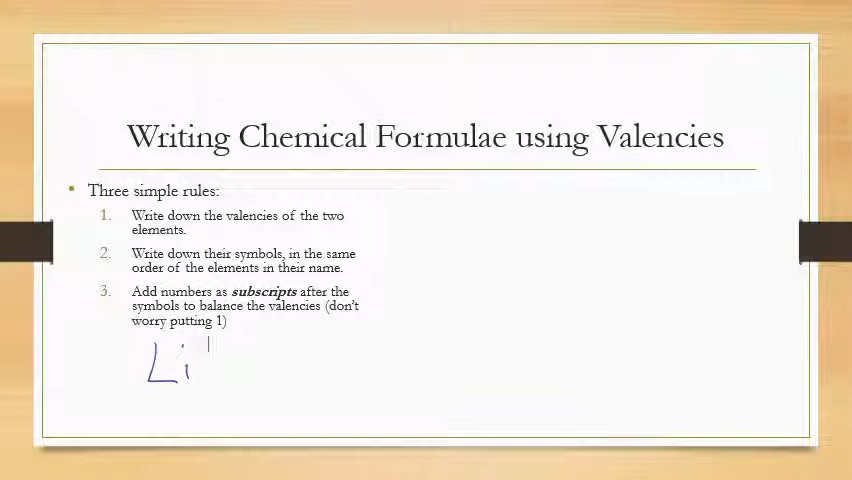 Writing Chemical Formulae using Valencies
• Three simple rules:
1. Write down the valencies of the two
elements.
2. Write down their symbols, in the same
order of the elements in their name.
3. Add numbers as subscripts after the
symbols to balance the valencies (don't
worry putting 1)
Li